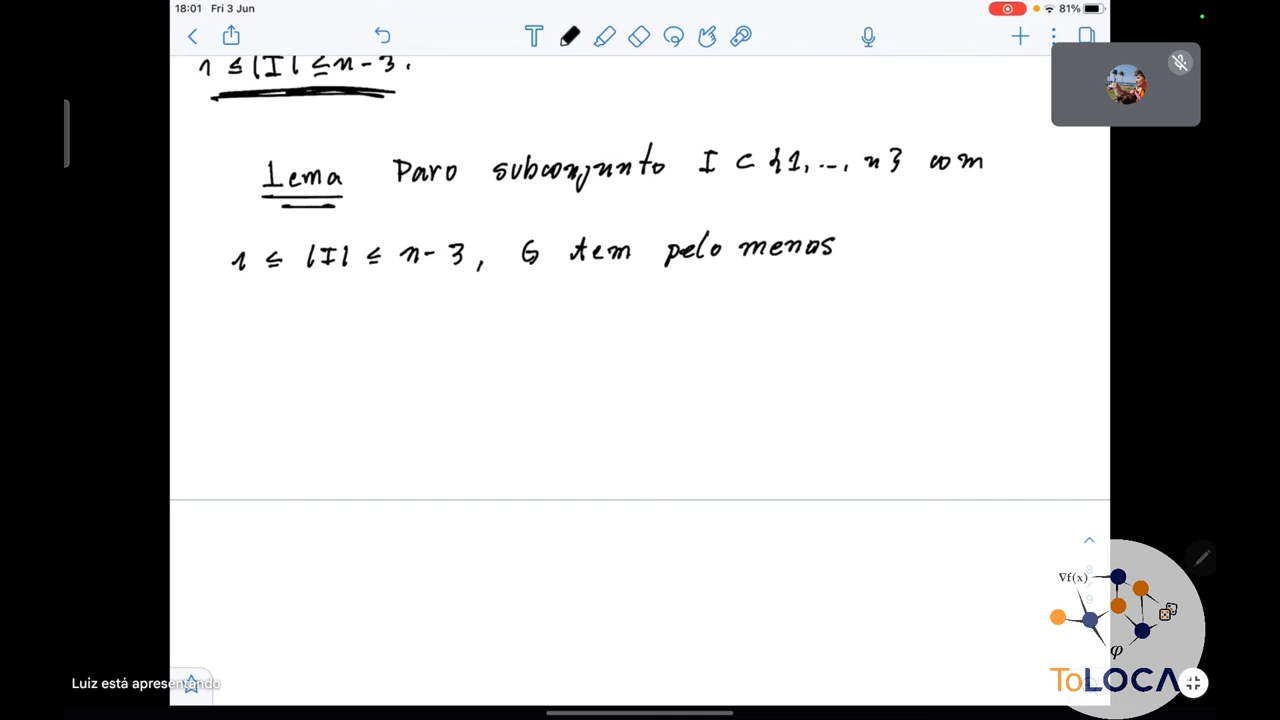 18:01 Fri 3 Jun
81%
1 ≤ |I| ≤ n - 3.
Lema Para subconjunto I ⊂ {1, ..., n} com
1 ≤ |I| ≤ n - 3, G tem pelo menos
∇f(x)
φ
ToLOCA
Luiz está apresentando